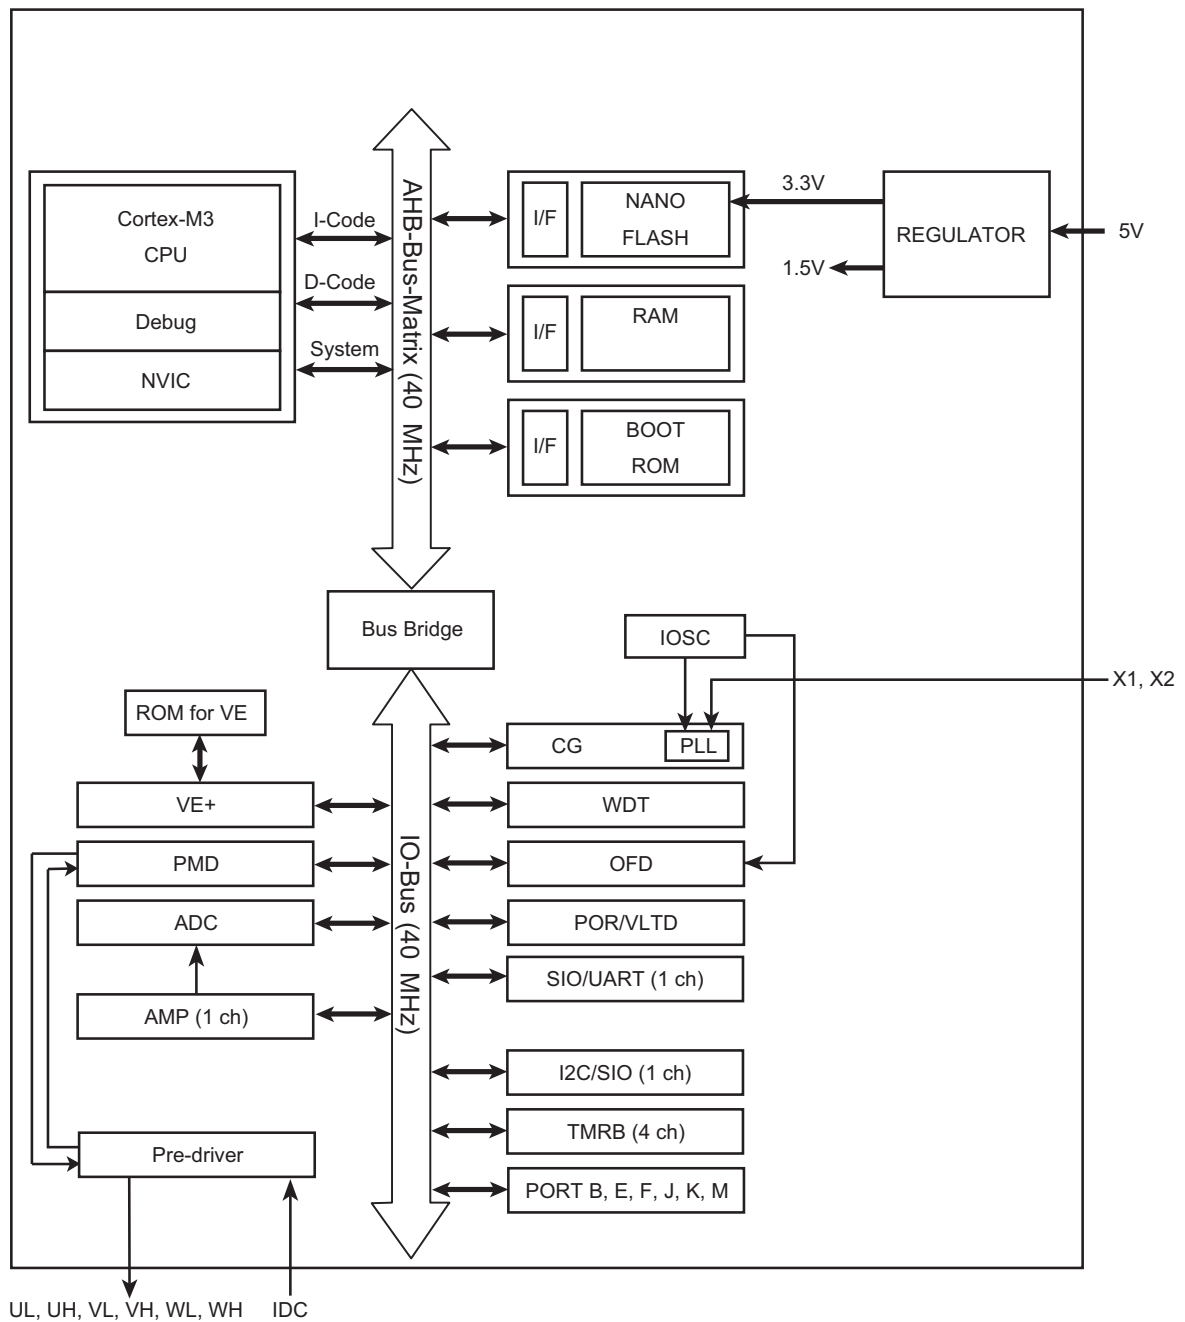 Cortex-M3
CPU
Debug
NVIC
I-Code
D-Code
System
AHB-Bus-Matrix (40 MHz)
I/F
NANO
FLASH
I/F
RAM
I/F
BOOT
ROM
3.3V
1.5V
REGULATOR
5V
Bus Bridge
IOSC
X1, X2
ROM for VE
VE+
PMD
ADC
AMP (1 ch)
Pre-driver
IO-Bus (40 MHz)
CG
PLL
WDT
OFD
POR/VLTD
SIO/UART (1 ch)
I2C/SIO (1 ch)
TMRB (4 ch)
PORT B, E, F, J, K, M
UL, UH, VL, VH, WL, WH
IDC